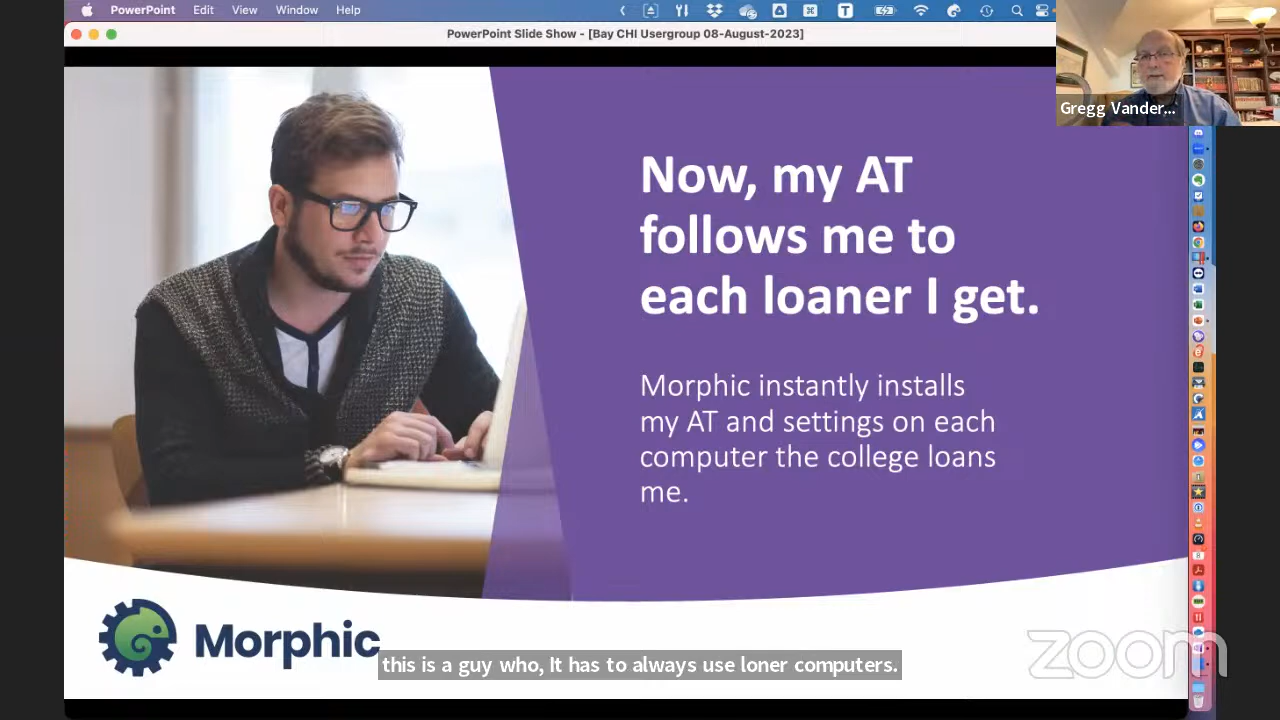 PowerPoint Edit View Window Help
PowerPoint Slide Show - [Bay CHI Usergroup 08-August-2023]
Gregg Vander...
Now, my AT
follows me to
each loaner I get.
Morphic instantly installs
my AT and settings on each
computer the college loans
me.
Morphic
this is a guy who, It has to always use loner computers.
zoom